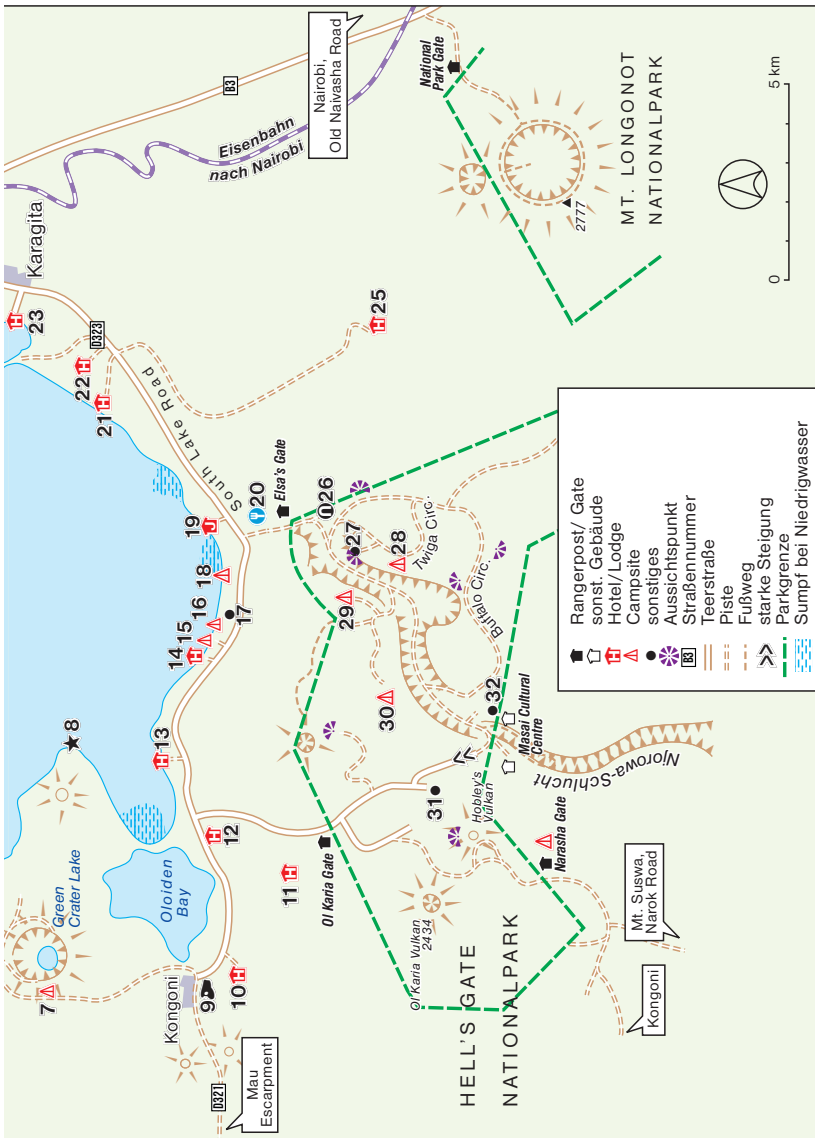 7
Green
Crater Lake
8
Oloiden
Bay
Kongoni
9
10
D321
Mau
Escarpment
11
12
13
14
15
16
17
18
19
20
21
22
23
D323
Karagita
South Lake Road
Eisenbahn
nach Nairobi
B3
Nairobi,
Old Naivasha Road
25
Elsa's Gate
26
27
28
29
30
31
32
Twiga Circ.
Buffalo Circ.
Ol Karia Gate
Ol Karia Vulkan
2434
Hobley's
Vulkan
Masai Cultural
Centre
Njorowa-Schlucht
Narasha Gate
Mt. Suswa,
Narok Road
Kongoni
HELL'S GATE
NATIONALPARK
National
Park Gate
2777
MT. LONGONOT
NATIONALPARK
0
5 km
Rangerpost/ Gate
sonst. Gebäude
H Hotel/Lodge
Campsite
sonstiges
Aussichtspunkt
B3 Straßennummer
Teerstraße
Piste
Fußweg
starke Steigung
Parkgrenze
Sumpf bei Niedrigwasser